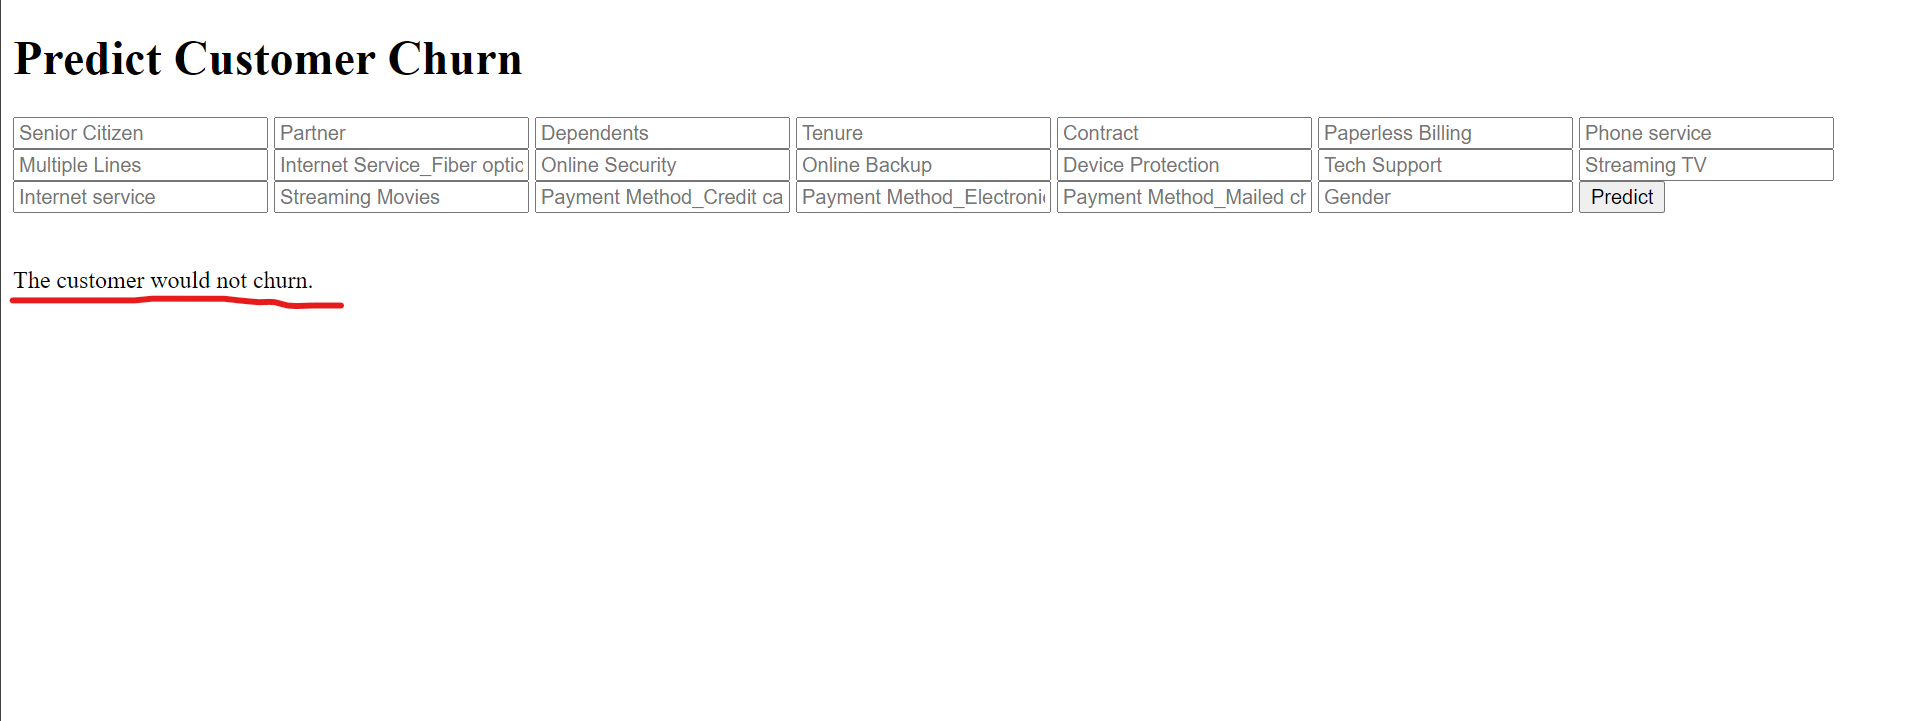 Predict Customer Churn
Senior Citizen Partner Dependents Tenure Contract Paperless Billing Phone service
Multiple Lines Internet Service_Fiber optic Online Security Online Backup Device Protection Tech Support Streaming TV
Internet service Streaming Movies Payment Method_Credit ca Payment Method_Electroni Payment Method_Mailed ch Gender Predict
The customer would not churn.